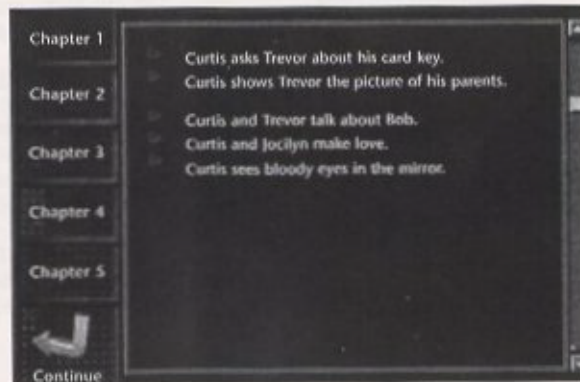 Chapter 1
Chapter 2
Chapter 3
Chapter 4
Chapter 5
Continue
Curtis asks Trevor about his card key.
Curtis shows Trevor the picture of his parents.
Curtis and Trevor talk about Bob.
Curtis and Jocilyn make love.
Curtis sees bloody eyes in the mirror.